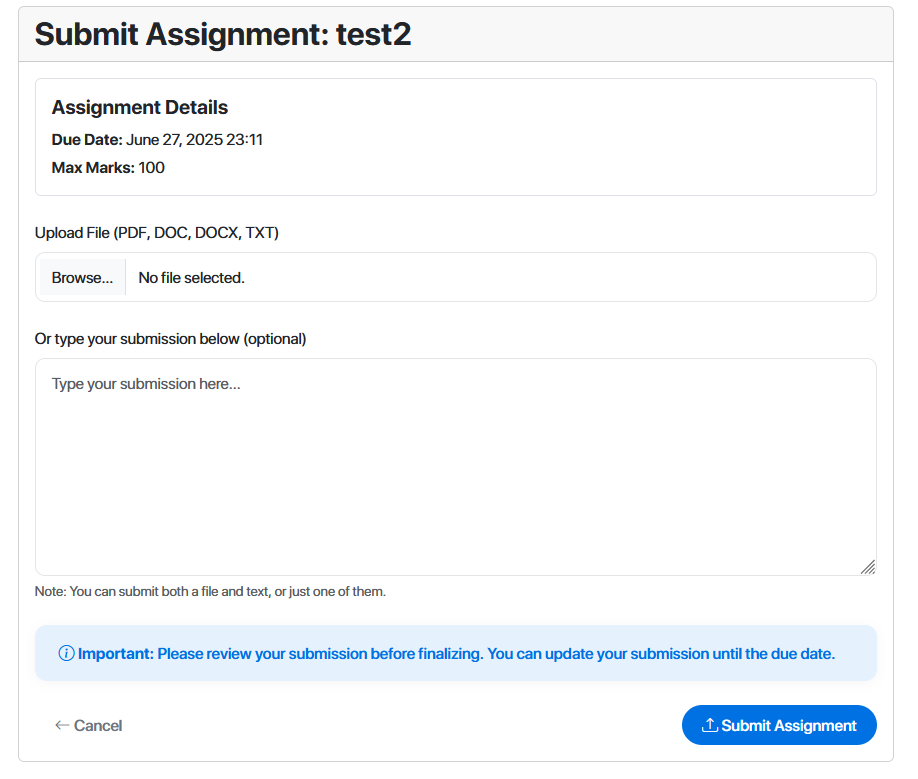 Submit Assignment: test2
Assignment Details
Due Date: June 27, 2025 23:11
Max Marks: 100
Upload File (PDF, DOC, DOCX, TXT)
Browse... No file selected.
Or type your submission below (optional)
Type your submission here...
Note: You can submit both a file and text, or just one of them.
Important: Please review your submission before finalizing. You can update your submission until the due date.
Cancel
Submit Assignment